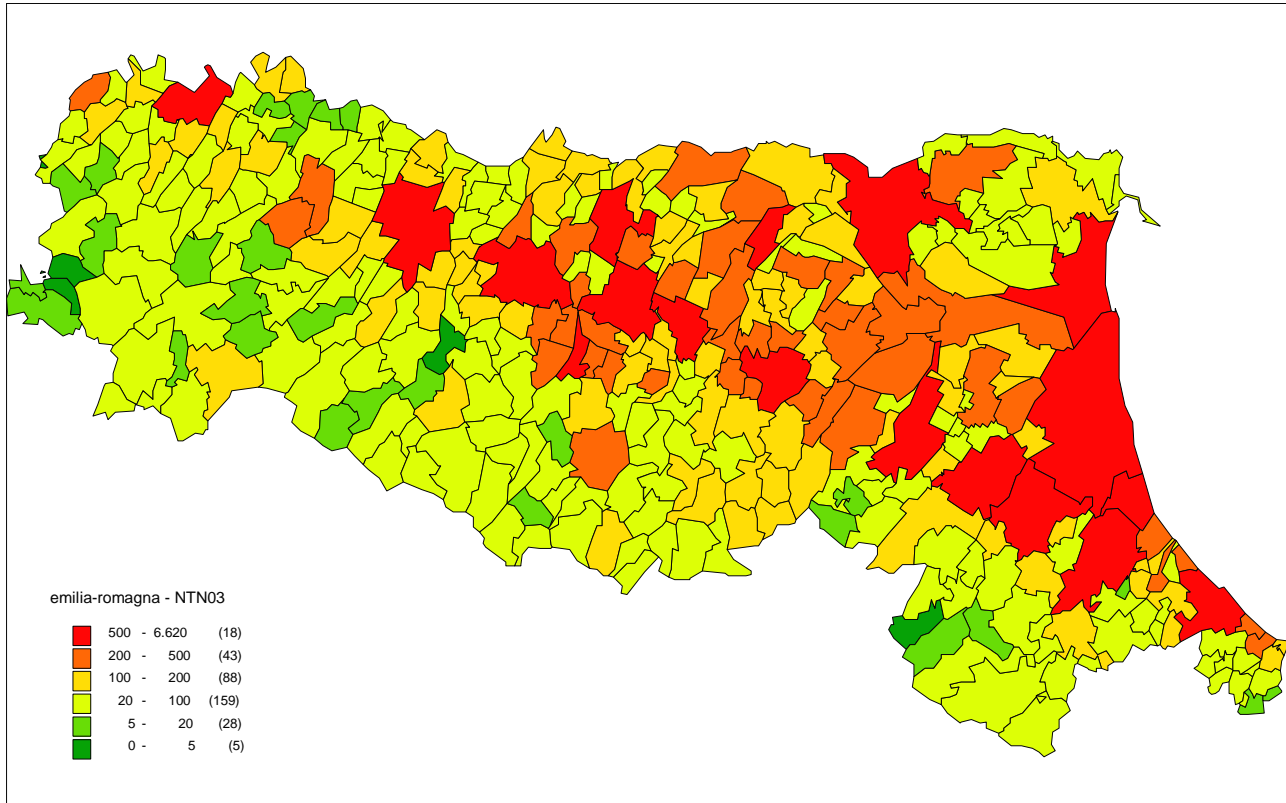 emilia-romagna - NTN03
500 - 6.620 (18)
200 - 500 (43)
100 - 200 (88)
20 - 100 (159)
5 - 20 (28)
0 - 5 (5)